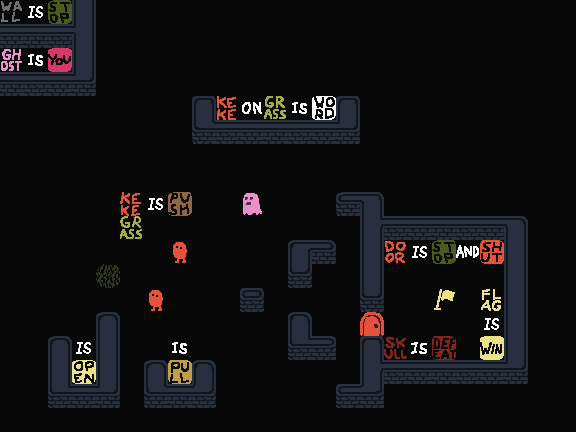 WALL IS STOP
GHOST IS YOU
KEKE ON GRASS IS WORD
KEKE IS PUSH
GRASS
DOOR IS STOP AND SHUT
FLAG
IS
WIN
SKULL IS DEFEAT
IS
OPEN
IS
PULL